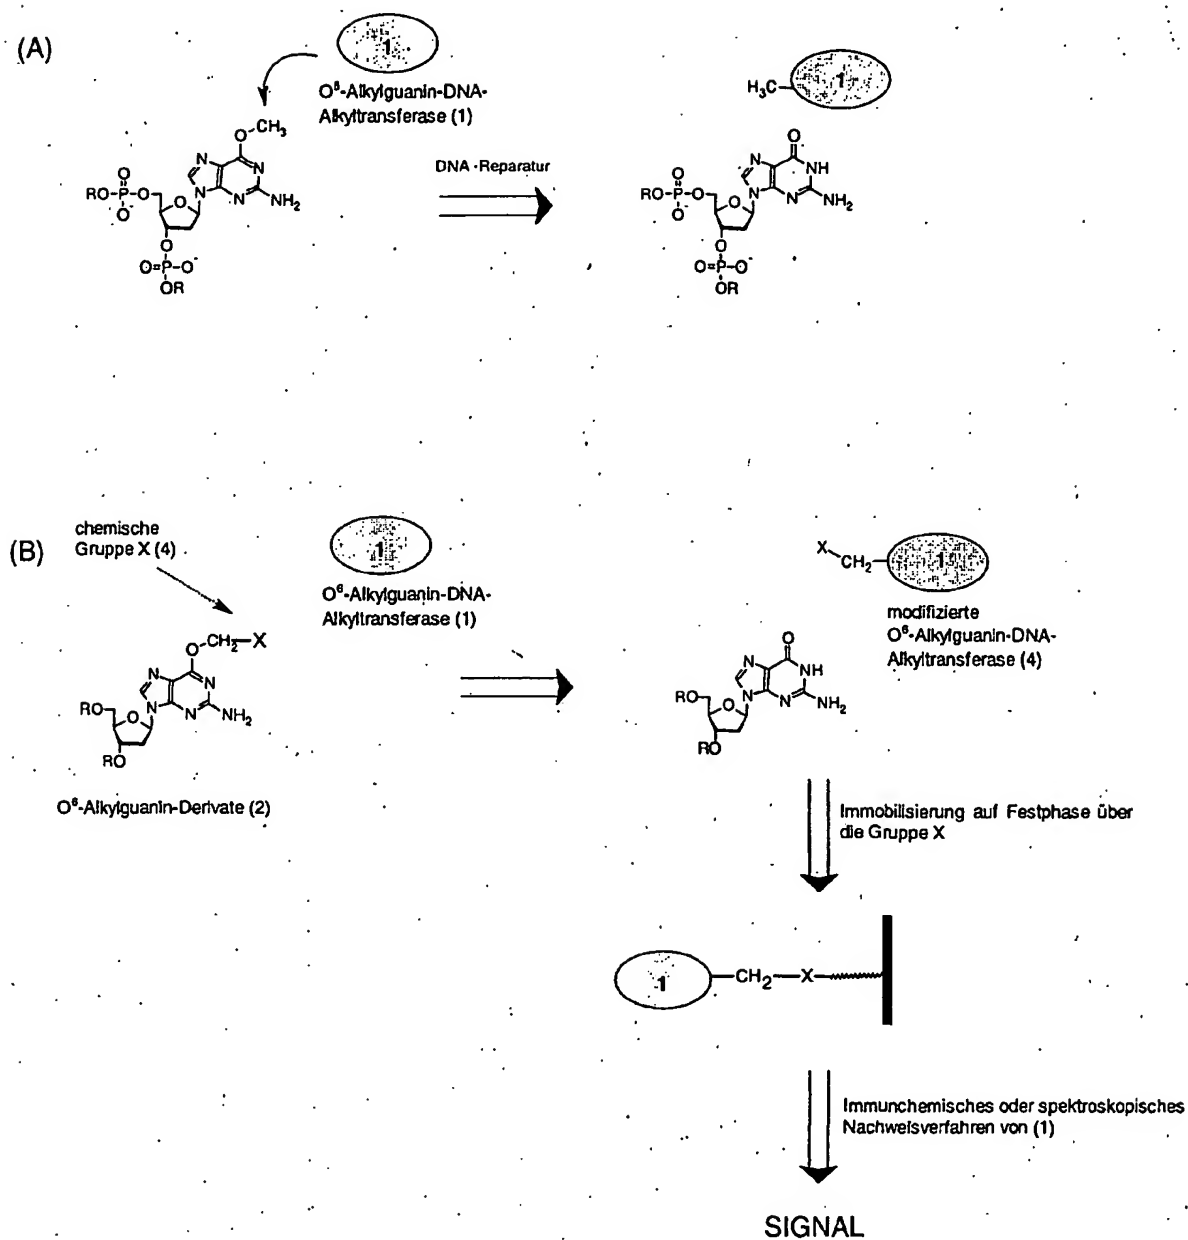 (A)
1
O⁶-Alkylguanin-DNA-
Alkyltransferase (1)
O-CH₃
N
N
N
N
NH₂
O
RO-P-O
O⁻
O
O
O=P-O⁻
OR
DNA-Reparatur
H₃C
1
O
N
NH
N
N
NH₂
O
RO-P-O
O⁻
O
O
O=P-O⁻
OR
(B)
chemische
Gruppe X (4)
1
O⁶-Alkylguanin-DNA-
Alkyltransferase (1)
O CH₂-X
N
N
N
N
NH₂
RO
O
RO
O⁶-Alkylguanin-Derivate (2)
X
CH₂
1
modifizierte
O⁶-Alkylguanin-DNA-
Alkyltransferase (4)
O
N
NH
N
N
NH₂
RO
O
RO
Immobilisierung auf Festphase über
die Gruppe X
1
CH₂-X
Immunchemisches oder spektroskopisches
Nachweisverfahren von (1)
SIGNAL